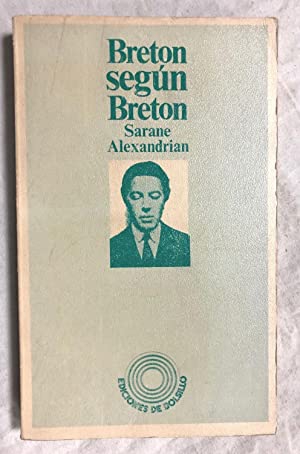 Breton
según
Breton
Sarane
Alexandrian
EDICIONES DE BOLSILLO